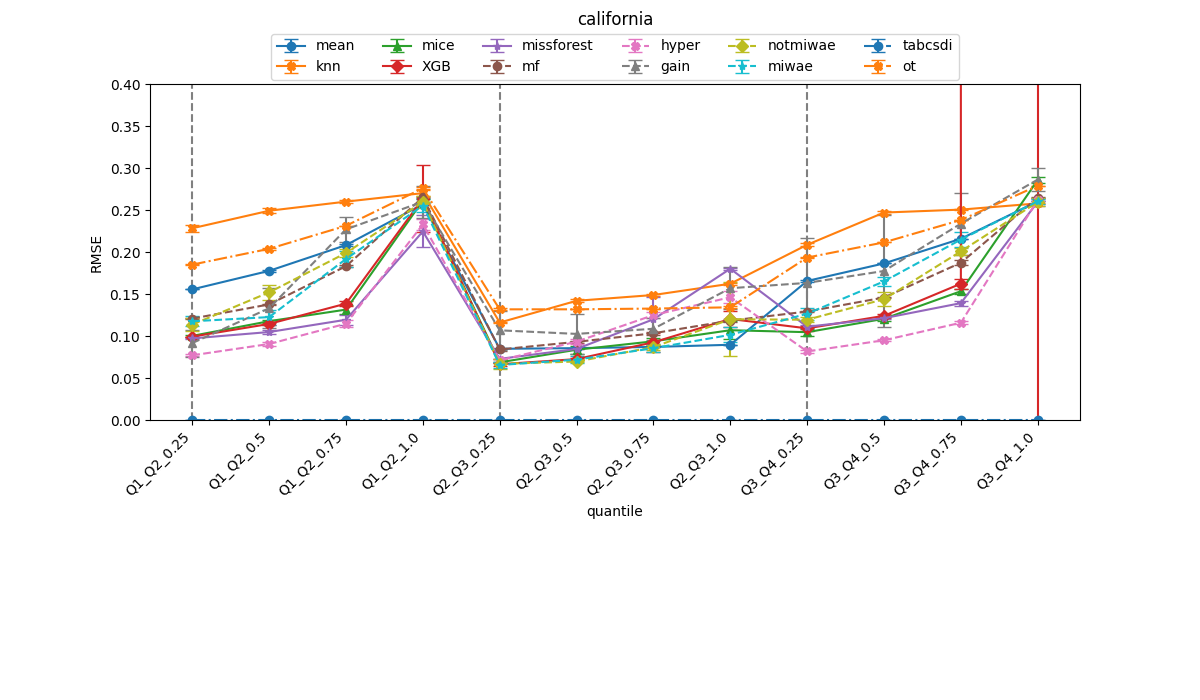 california
mean mice missforest hyper notmiwae tabcsdi
knn XGB mf gain miwae ot
0.40
0.35
0.30
0.25
0.20
0.15
0.10
0.05
0.00
RMSE
Q1_Q2_0.25
Q1_Q2_0.5
Q1_Q2_0.75
Q1_Q2_1.0
Q2_Q3_0.25
Q2_Q3_0.5
Q2_Q3_0.75
Q2_Q3_1.0
Q3_Q4_0.25
Q3_Q4_0.5
Q3_Q4_0.75
Q3_Q4_1.0
quantile